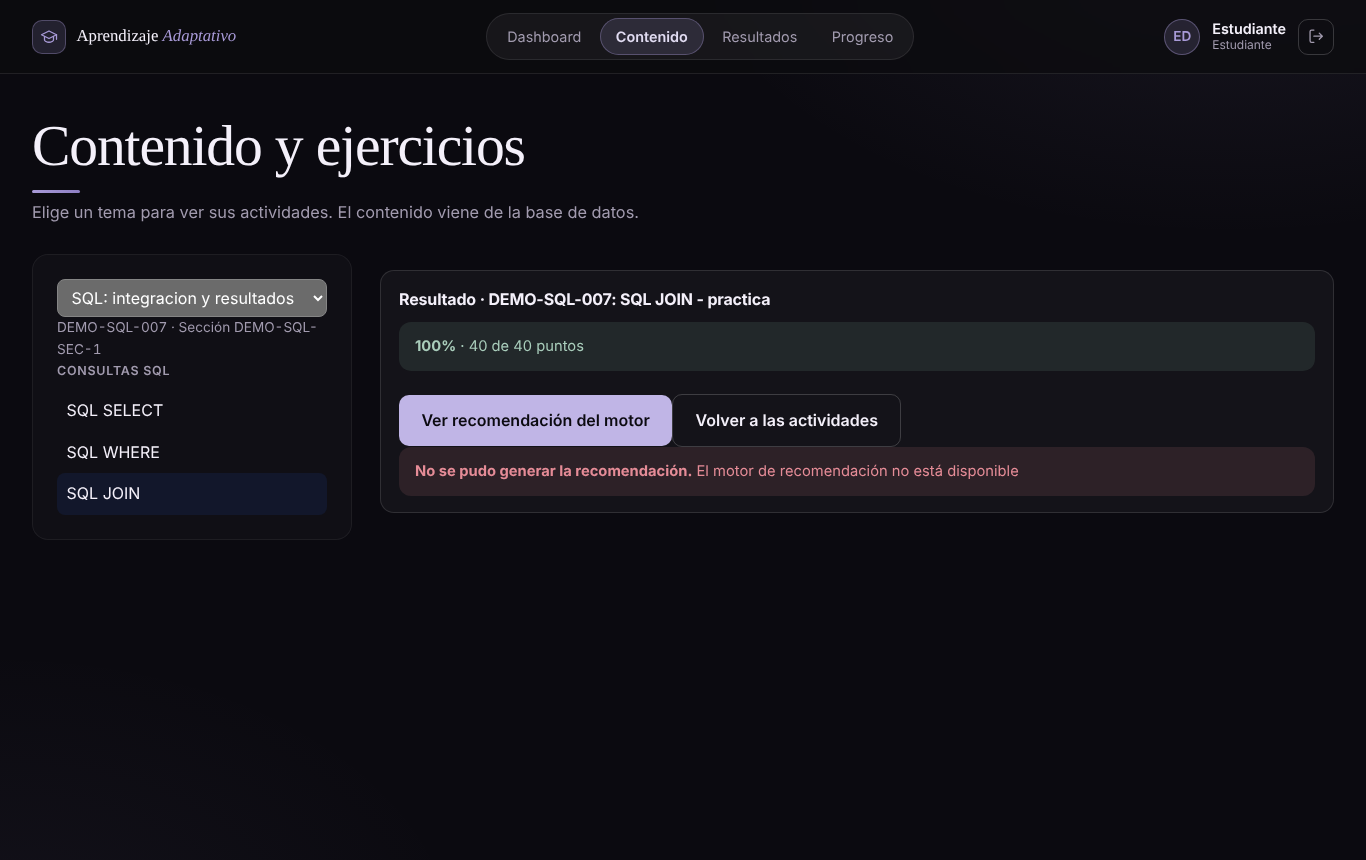 Aprendizaje Adaptativo
Dashboard
Contenido
Resultados
Progreso
ED
Estudiante
Estudiante
Contenido y ejercicios
Elige un tema para ver sus actividades. El contenido viene de la base de datos.
SQL: integracion y resultados
DEMO-SQL-007 · Sección DEMO-SQL-
SEC-1
CONSULTAS SQL
SQL SELECT
SQL WHERE
SQL JOIN
Resultado · DEMO-SQL-007: SQL JOIN - practica
100% · 40 de 40 puntos
Ver recomendación del motor
Volver a las actividades
No se pudo generar la recomendación. El motor de recomendación no está disponible